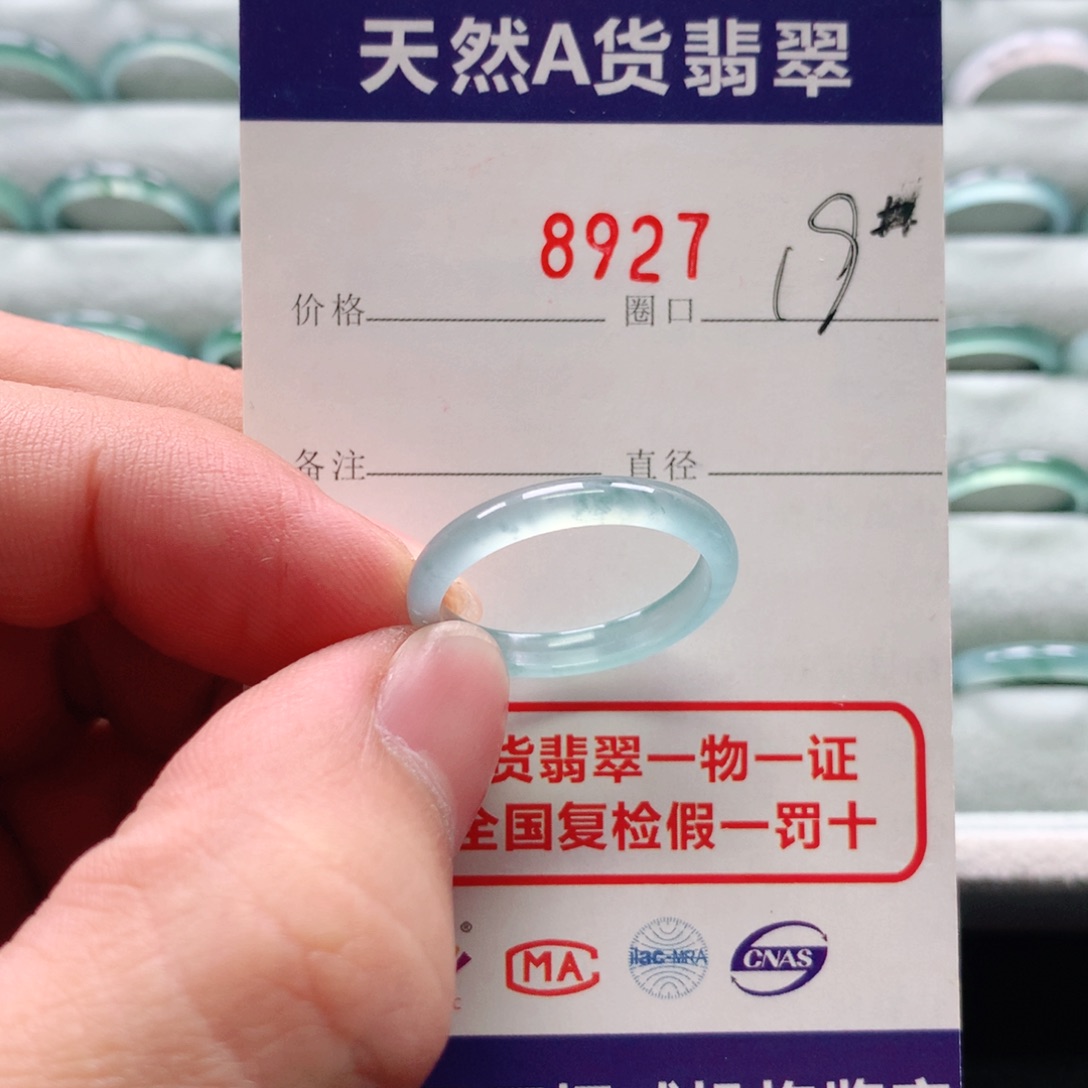 天然A货翡翠
8927 19#
价格 圈口
备注 直径
货翡翠一物一证
全国复检假一罚十
® MA ilac-MRA CNAS
C